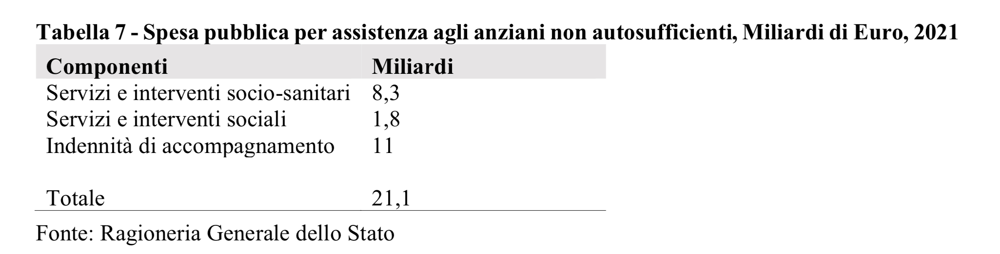 Tabella 7 - Spesa pubblica per assistenza agli anziani non autosufficienti, Miliardi di Euro, 2021
Componenti Miliardi
Servizi e interventi socio-sanitari 8,3
Servizi e interventi sociali 1,8
Indennità di accompagnamento 11
Totale 21,1
Fonte: Ragioneria Generale dello Stato